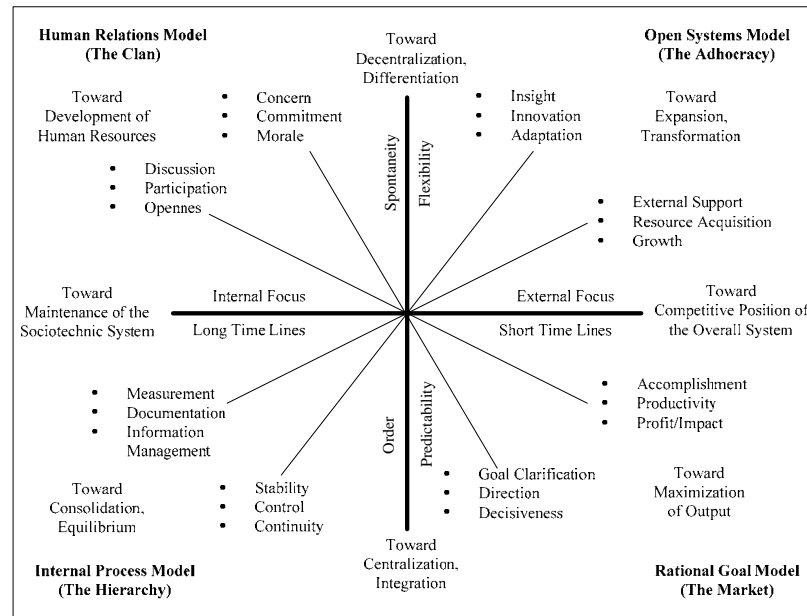 Human Relations Model
(The Clan)
Toward
Decentralization,
Differentiation
Open Systems Model
(The Adhocracy)
Toward
Development of
Human Resources
• Concern
• Commitment
• Morale
• Insight
• Innovation
• Adaptation
Toward
Expansion,
Transformation
• Discussion
• Participation
• Opennes
Spontaneity
Flexibility
• External Support
• Resource Acquisition
• Growth
Toward
Maintenance of the
Sociotechnic System
Internal Focus
Long Time Lines
External Focus
Short Time Lines
Toward
Competitive Position of
the Overall System
• Measurement
• Documentation
• Information
Management
Order
Predictability
• Accomplishment
• Productivity
• Profit/Impact
Toward
Consolidation,
Equilibrium
• Stability
• Control
• Continuity
• Goal Clarification
• Direction
• Decisiveness
Toward
Maximization
of Output
Internal Process Model
(The Hierarchy)
Toward
Centralization,
Integration
Rational Goal Model
(The Market)